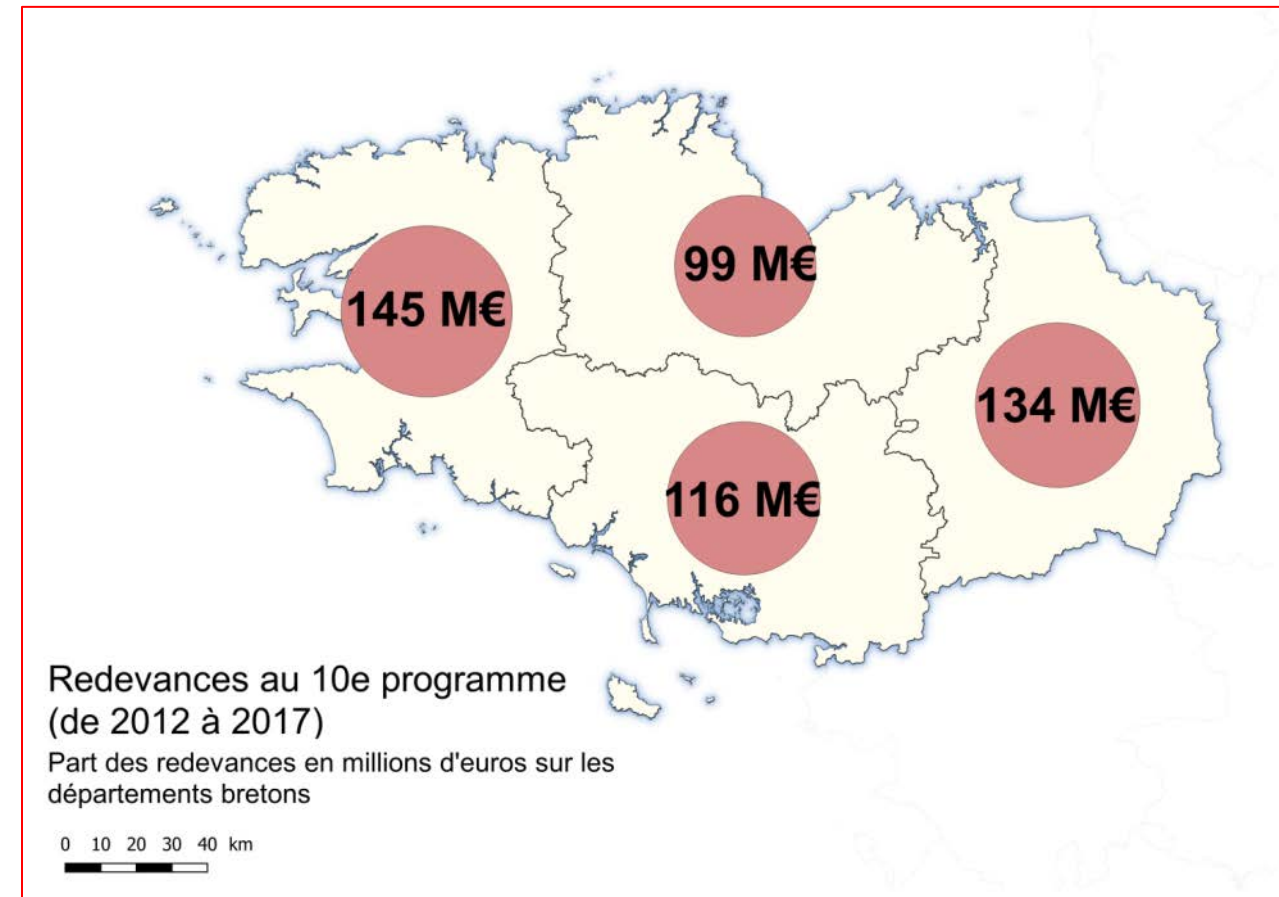 99 M€
145 M€
134 M€
116 M€
Redevances au 10e programme
(de 2012 à 2017)
Part des redevances en millions d'euros sur les
départements bretons
0 10 20 30 40 km